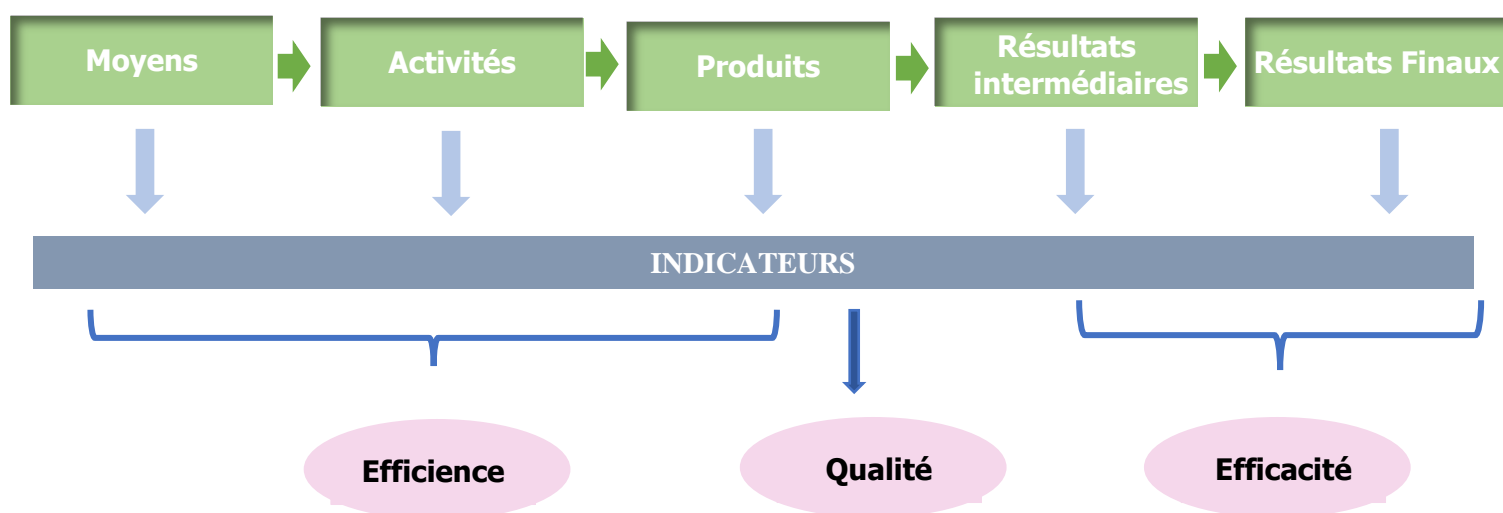 Moyens
Activités
Produits
Résultats
intermédiaires
Résultats Finaux
INDICATEURS
Efficience
Qualité
Efficacité